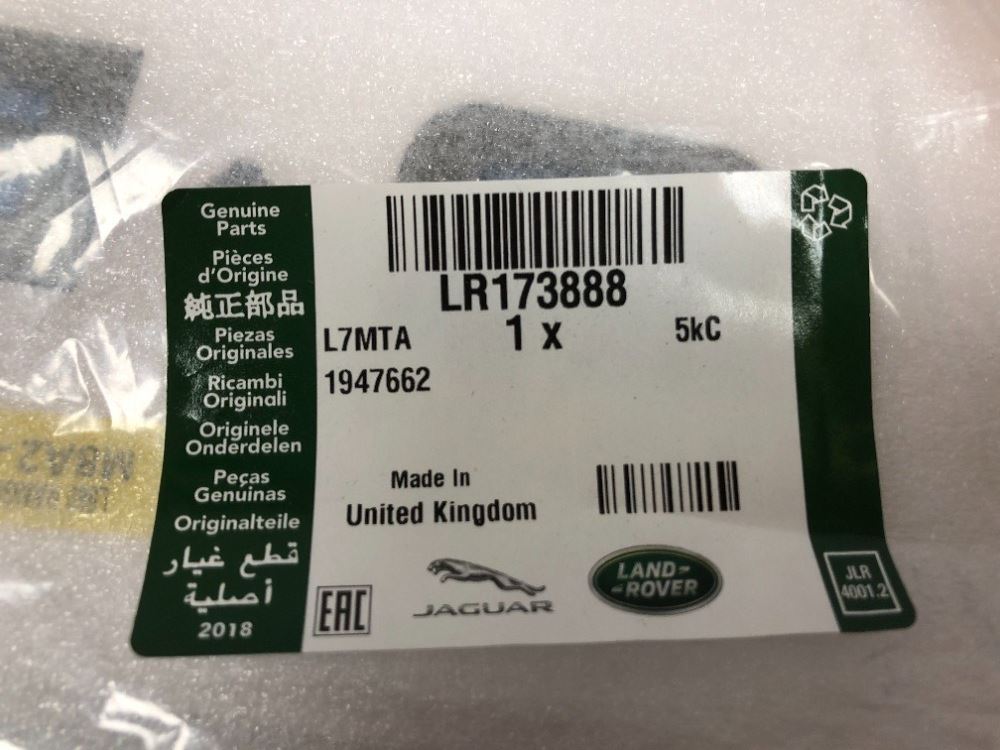 Genuine
Parts
Pièces
d'Origine
純正部品
Piezas
Originales
Ricambi
Originali
Originele
Onderdelen
Peças
Genuinas
Originalteile
قطع غيار
أصلية
2018
LR173888
L7MTA
1 x
5kC
1947662
Made In
United Kingdom
EAC
JAGUAR
LAND-
-ROVER
JLR
4001.2